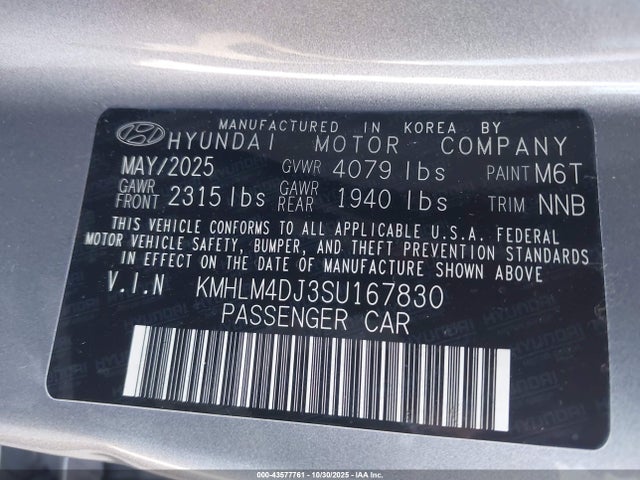 MANUFACTURED IN KOREA BY
HYUNDAI MOTOR COMPANY
MAY/2025 GVWR 4079 lbs PAINT M6T
GAWR FRONT 2315 lbs GAWR REAR 1940 lbs TRIM NNB
THIS VEHICLE CONFORMS TO ALL APPLICABLE U.S.A. FEDERAL
MOTOR VEHICLE SAFETY, BUMPER, AND THEFT PREVENTION STANDARDS
IN EFFECT ON THE DATE OF MANUFACTURE SHOWN ABOVE.
V.I.N KMHLM4DJ3SU167830
PASSENGER CAR
000-43577761 - 10/30/2025 - IAA Inc.